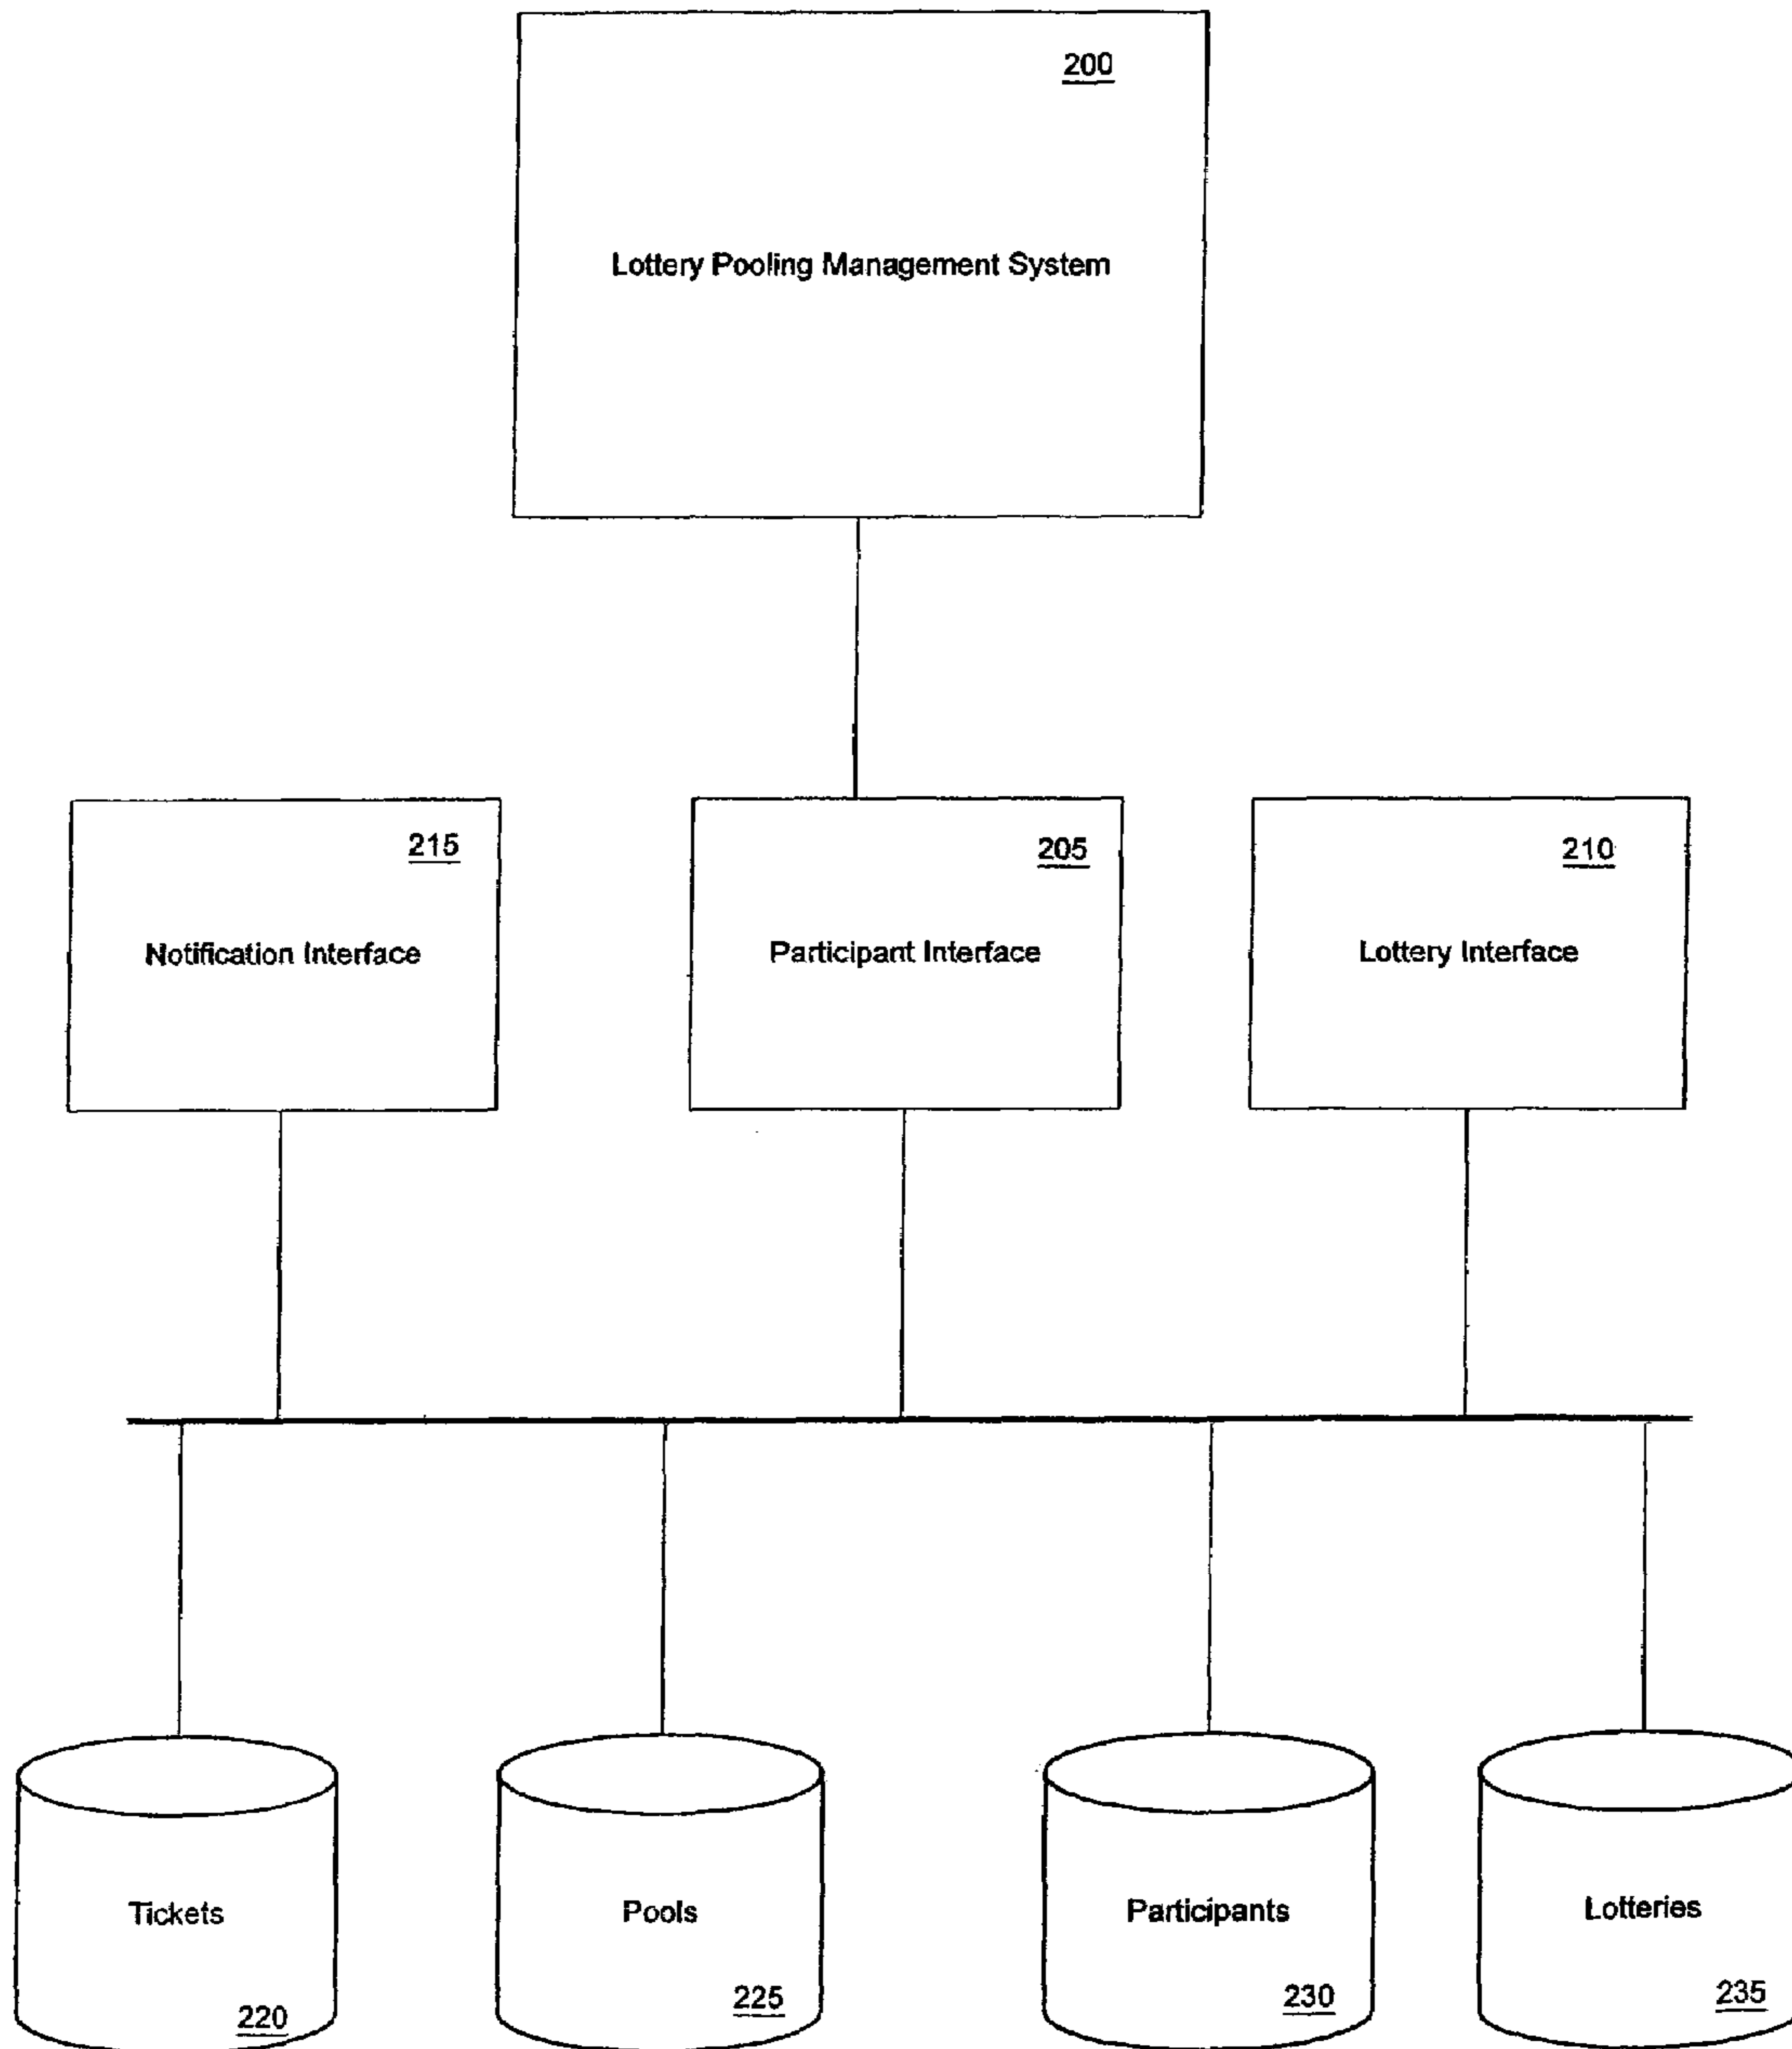 200
Lottery Pooling Management System
215
205
210
Notification Interface
Participant Interface
Lottery Interface
Tickets
Pools
Participants
Lotteries
220
225
230
235